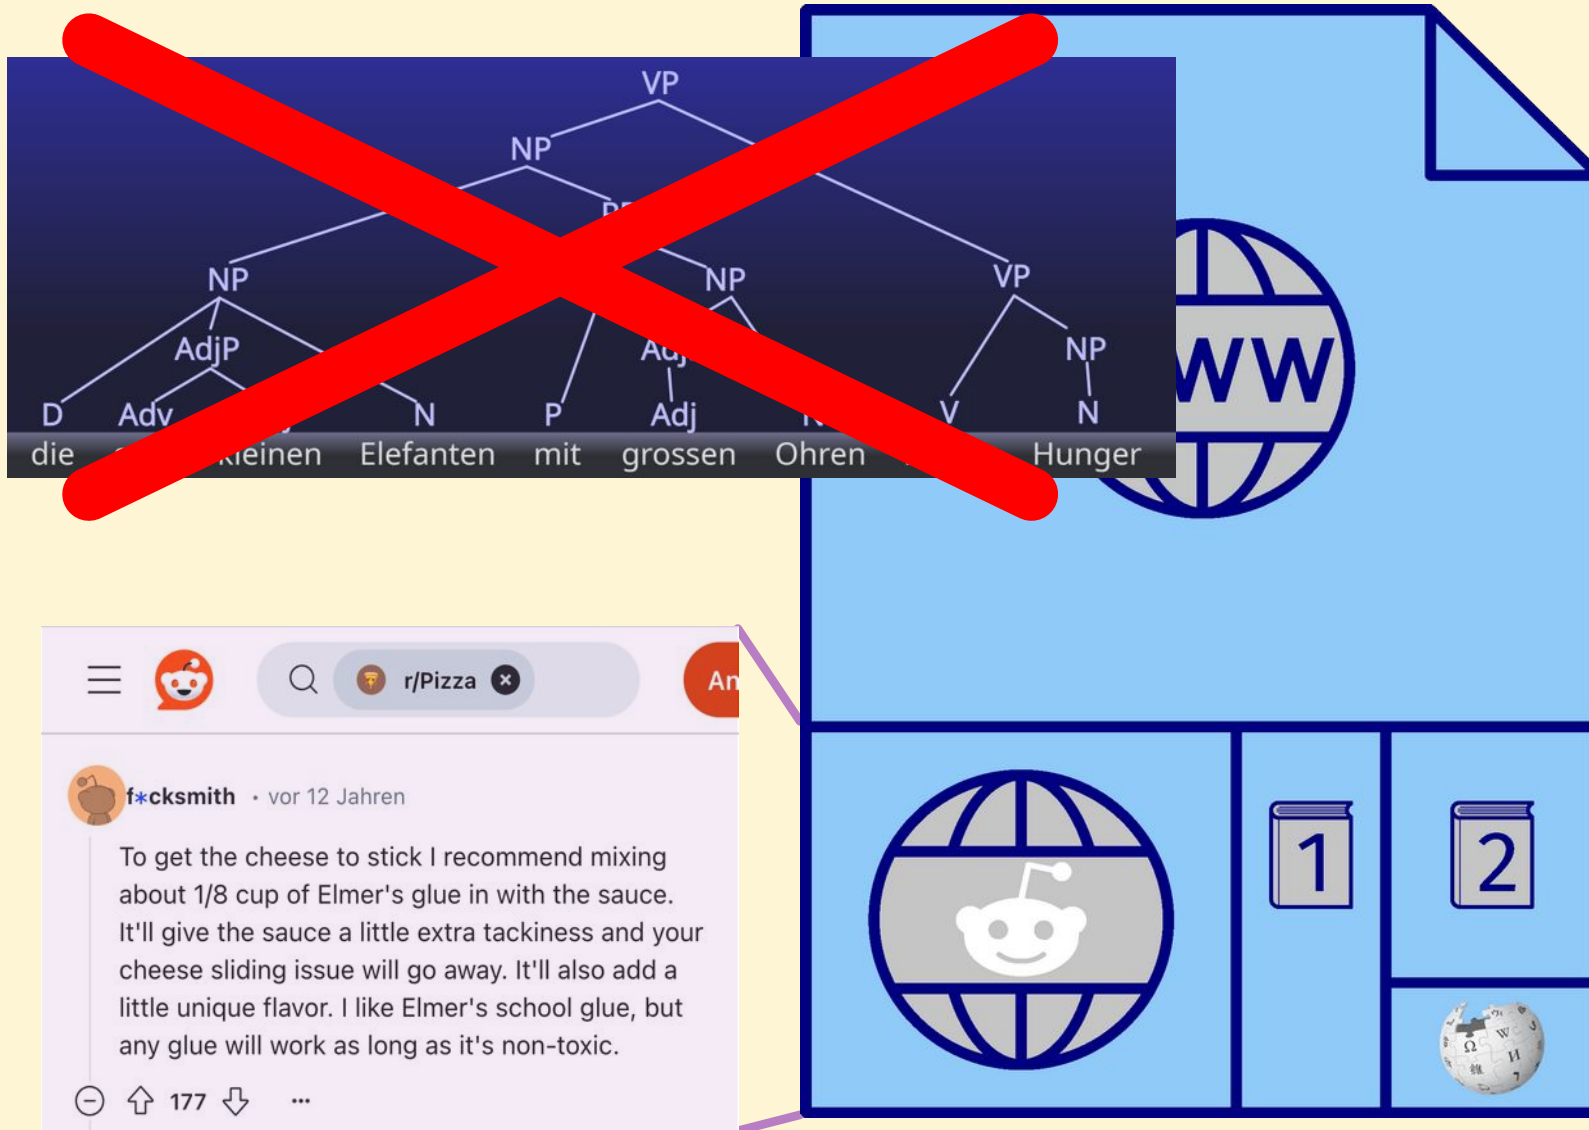 VP
NP
NP
NP
VP
AdjP
NP
D
Adv
N
P
Adj
V
N
die
kleinen
Elefanten
mit
grossen
Ohren
Hunger
WW
r/Pizza
An
f*cksmith • vor 12 Jahren
To get the cheese to stick I recommend mixing
about 1/8 cup of Elmer's glue in with the sauce.
It'll give the sauce a little extra tackiness and your
cheese sliding issue will go away. It'll also add a
little unique flavor. I like Elmer's school glue, but
any glue will work as long as it's non-toxic.
177
1
2
Ω W И 維